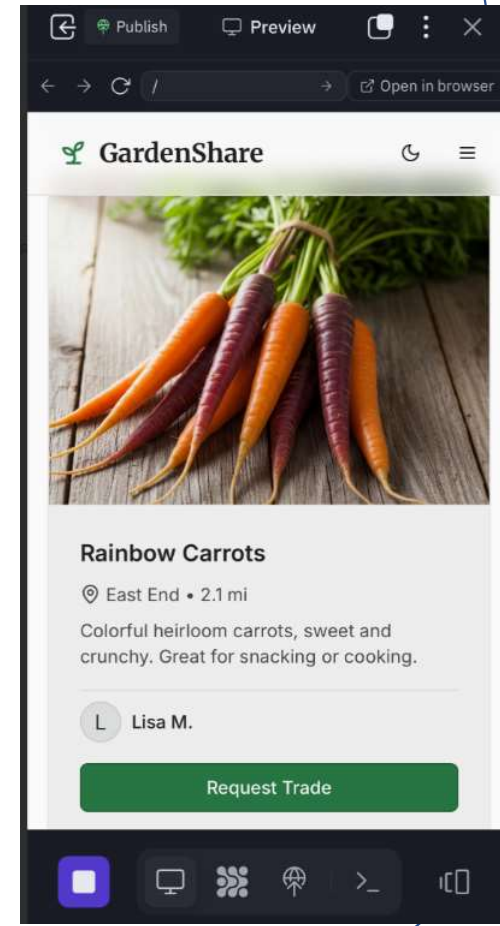 Publish
Preview
/
Open in browser
GardenShare
Rainbow Carrots
East End • 2.1 mi
Colorful heirloom carrots, sweet and
crunchy. Great for snacking or cooking.
L
Lisa M.
Request Trade